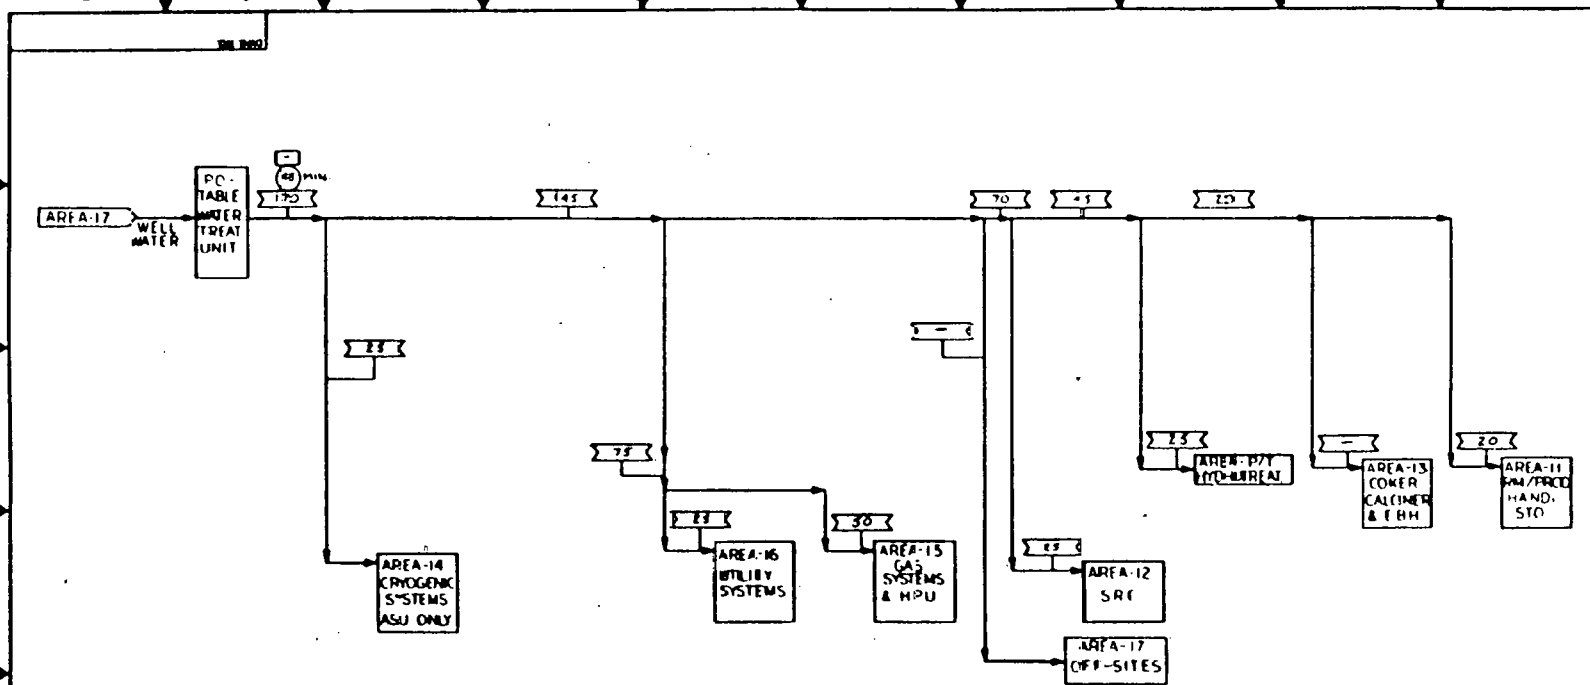 MIN.
170
145
70
45
20
AREA-17
WELL
WATER
PO-
TABLE
WATER
TREAT
UNIT
—
25
75
25
30
25
—
20
AREA-14
CRYOGENIC
SYSTEMS
ASU ONLY
AREA-16
UTILITY
SYSTEMS
AREA-15
GAS
SYSTEMS
& HPU
AREA-12
AREA-17
OFF-SITES
AREA-13
COKER
CALCINER
& EBH
AREA-11
RM/PROD
HAND.
STO